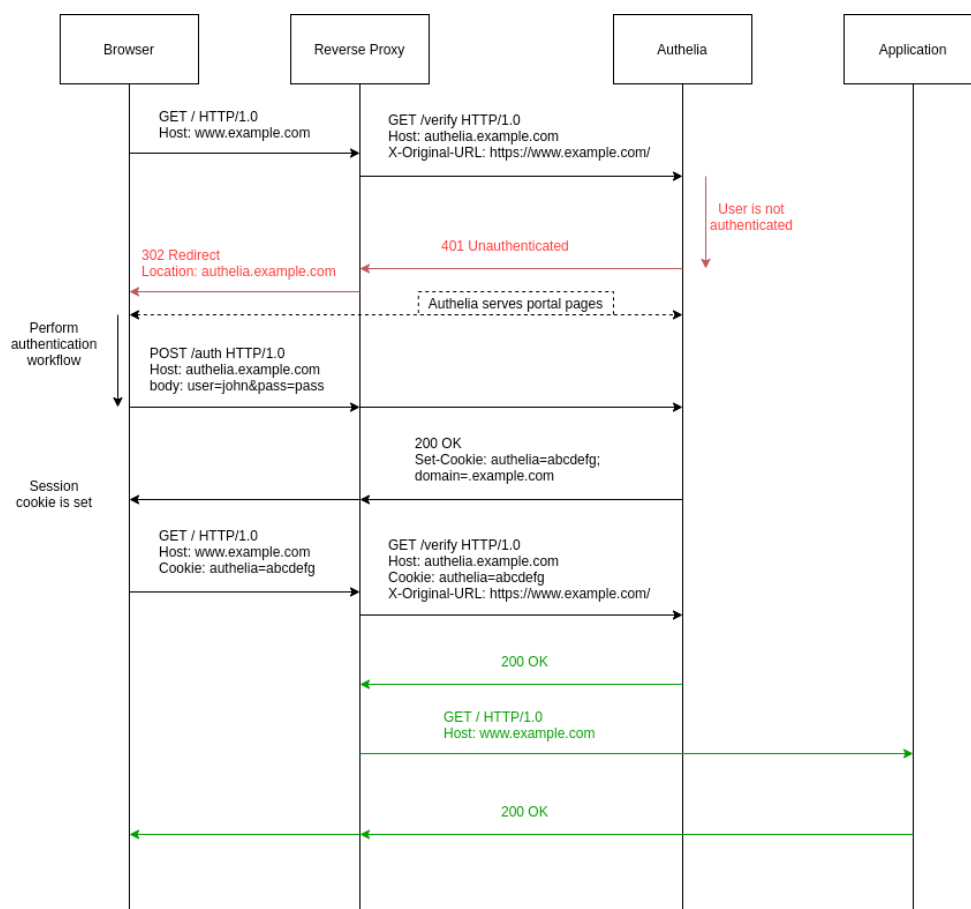 Browser
Reverse Proxy
Authelia
Application
GET / HTTP/1.0
Host: www.example.com
GET /verify HTTP/1.0
Host: authelia.example.com
X-Original-URL: https://www.example.com/
User is not
authenticated
401 Unauthenticated
302 Redirect
Location: authelia.example.com
Authelia serves portal pages
Perform
authentication
workflow
POST /auth HTTP/1.0
Host: authelia.example.com
body: user=john&pass=pass
200 OK
Set-Cookie: authelia=abcdefg;
domain=.example.com
Session
cookie is set
GET / HTTP/1.0
Host: www.example.com
Cookie: authelia=abcdefg
GET /verify HTTP/1.0
Host: authelia.example.com
Cookie: authelia=abcdefg
X-Original-URL: https://www.example.com/
200 OK
GET / HTTP/1.0
Host: www.example.com
200 OK